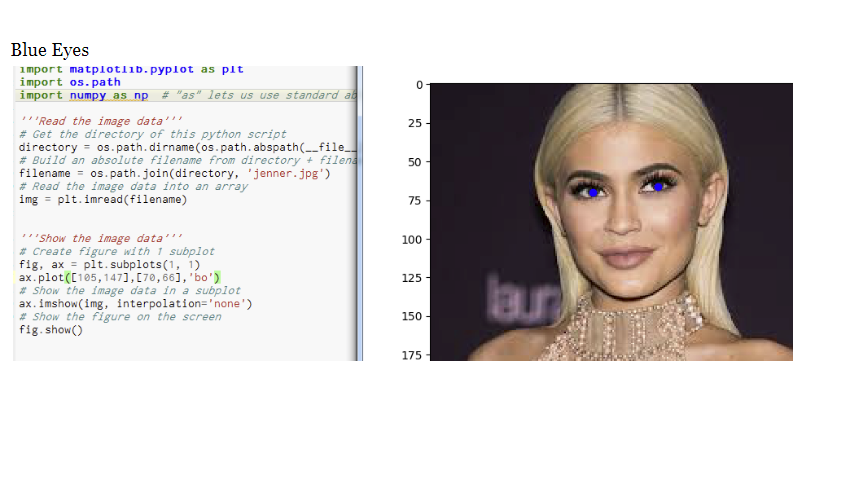 Blue Eyes
import matplotlib.pyplot as plt
import os.path
import numpy as np # "as" lets us use standard ab
'''Read the image data'''
# Get the directory of this python script
directory = os.path.dirname(os.path.abspath(__file__
# Build an absolute filename from directory + filena
filename = os.path.join(directory, 'jenner.jpg')
# Read the image data into an array
img = plt.imread(filename)
'''Show the image data'''
# Create figure with 1 subplot
fig, ax = plt.subplots(1, 1)
ax.plot([105,147],[70,66],'bo')
# Show the image data in a subplot
ax.imshow(img, interpolation='none')
# Show the figure on the screen
fig.show()
0
25
50
75
100
125
150
175
laura